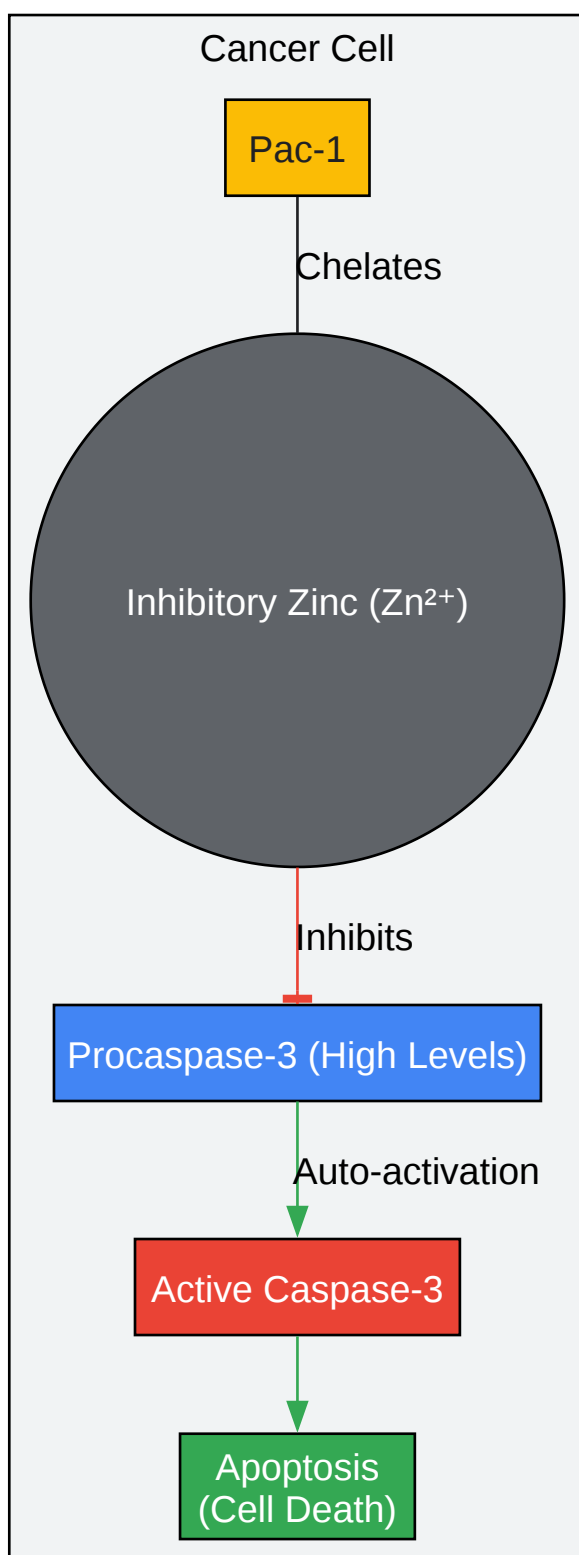 Cancer Cell
Pac-1
Chelates
Inhibitory Zinc (Zn²⁺)
Inhibits
Procaspase-3 (High Levels)
Auto-activation
Active Caspase-3
Apoptosis
(Cell Death)